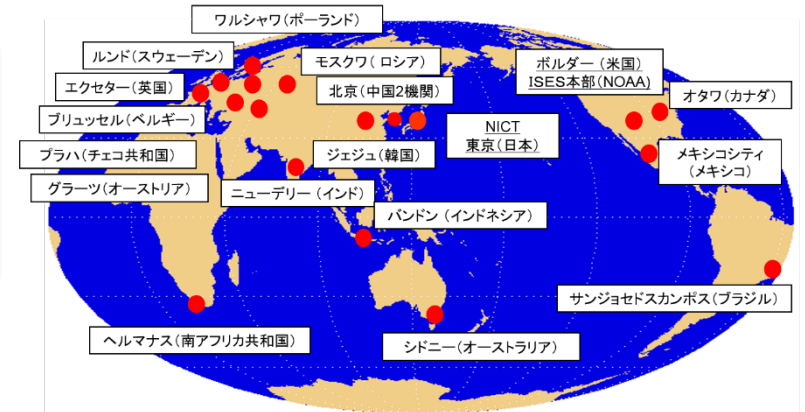 ワルシャワ(ポーランド)
ルンド(スウェーデン)
モスクワ( ロシア)
ボルダー (米国)
ISES本部(NOAA)
エクセター(英国)
北京(中国2機関)
オタワ(カナダ)
ブリュッセル(ベルギー)
NICT
東京(日本)
プラハ(チェコ共和国)
ジェジュ(韓国)
メキシコシティ
(メキシコ)
グラーツ(オーストリア)
ニューデリー (インド)
バンドン (インドネシア)
サンジョセドスカンポス(ブラジル)
ヘルマナス(南アフリカ共和国)
シドニー(オーストラリア)